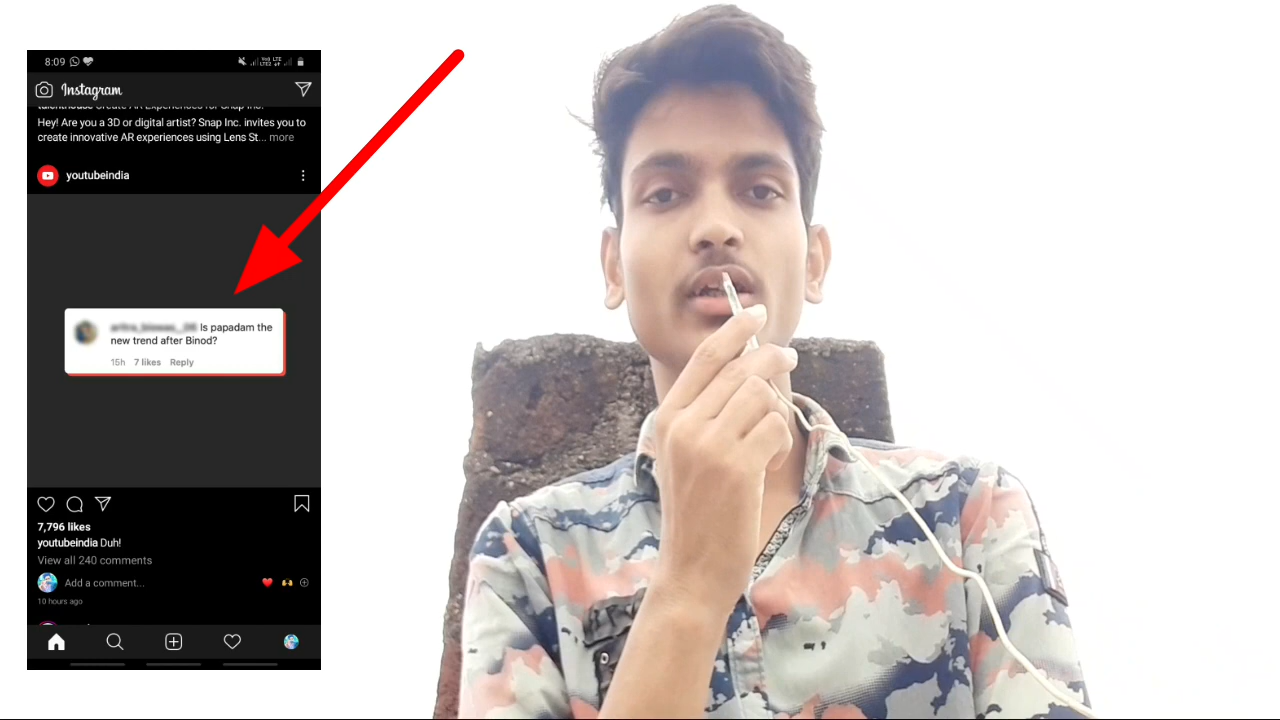 8:09
Instagram
Hey! Are you a 3D or digital artist? Snap Inc. invites you to
create innovative AR experiences using Lens St... more
youtubeindia
Is papadam the
new trend after Binod?
15h 7 likes Reply
7,796 likes
youtubeindia Duh!
View all 240 comments
Add a comment...
10 hours ago